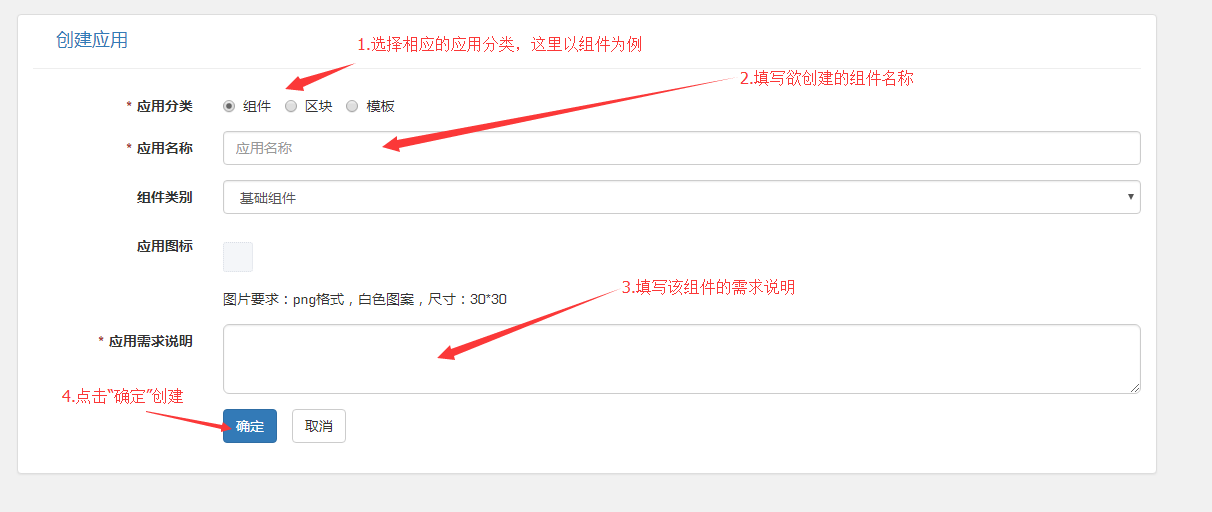 创建应用
1.选择相应的应用分类，这里以组件为例
2.填写欲创建的组件名称
* 应用分类 组件 区块 模板
* 应用名称 应用名称
组件类别 基础组件
应用图标
3.填写该组件的需求说明
图片要求：png格式，白色图案，尺寸：30*30
* 应用需求说明
4.点击“确定”创建
确定 取消